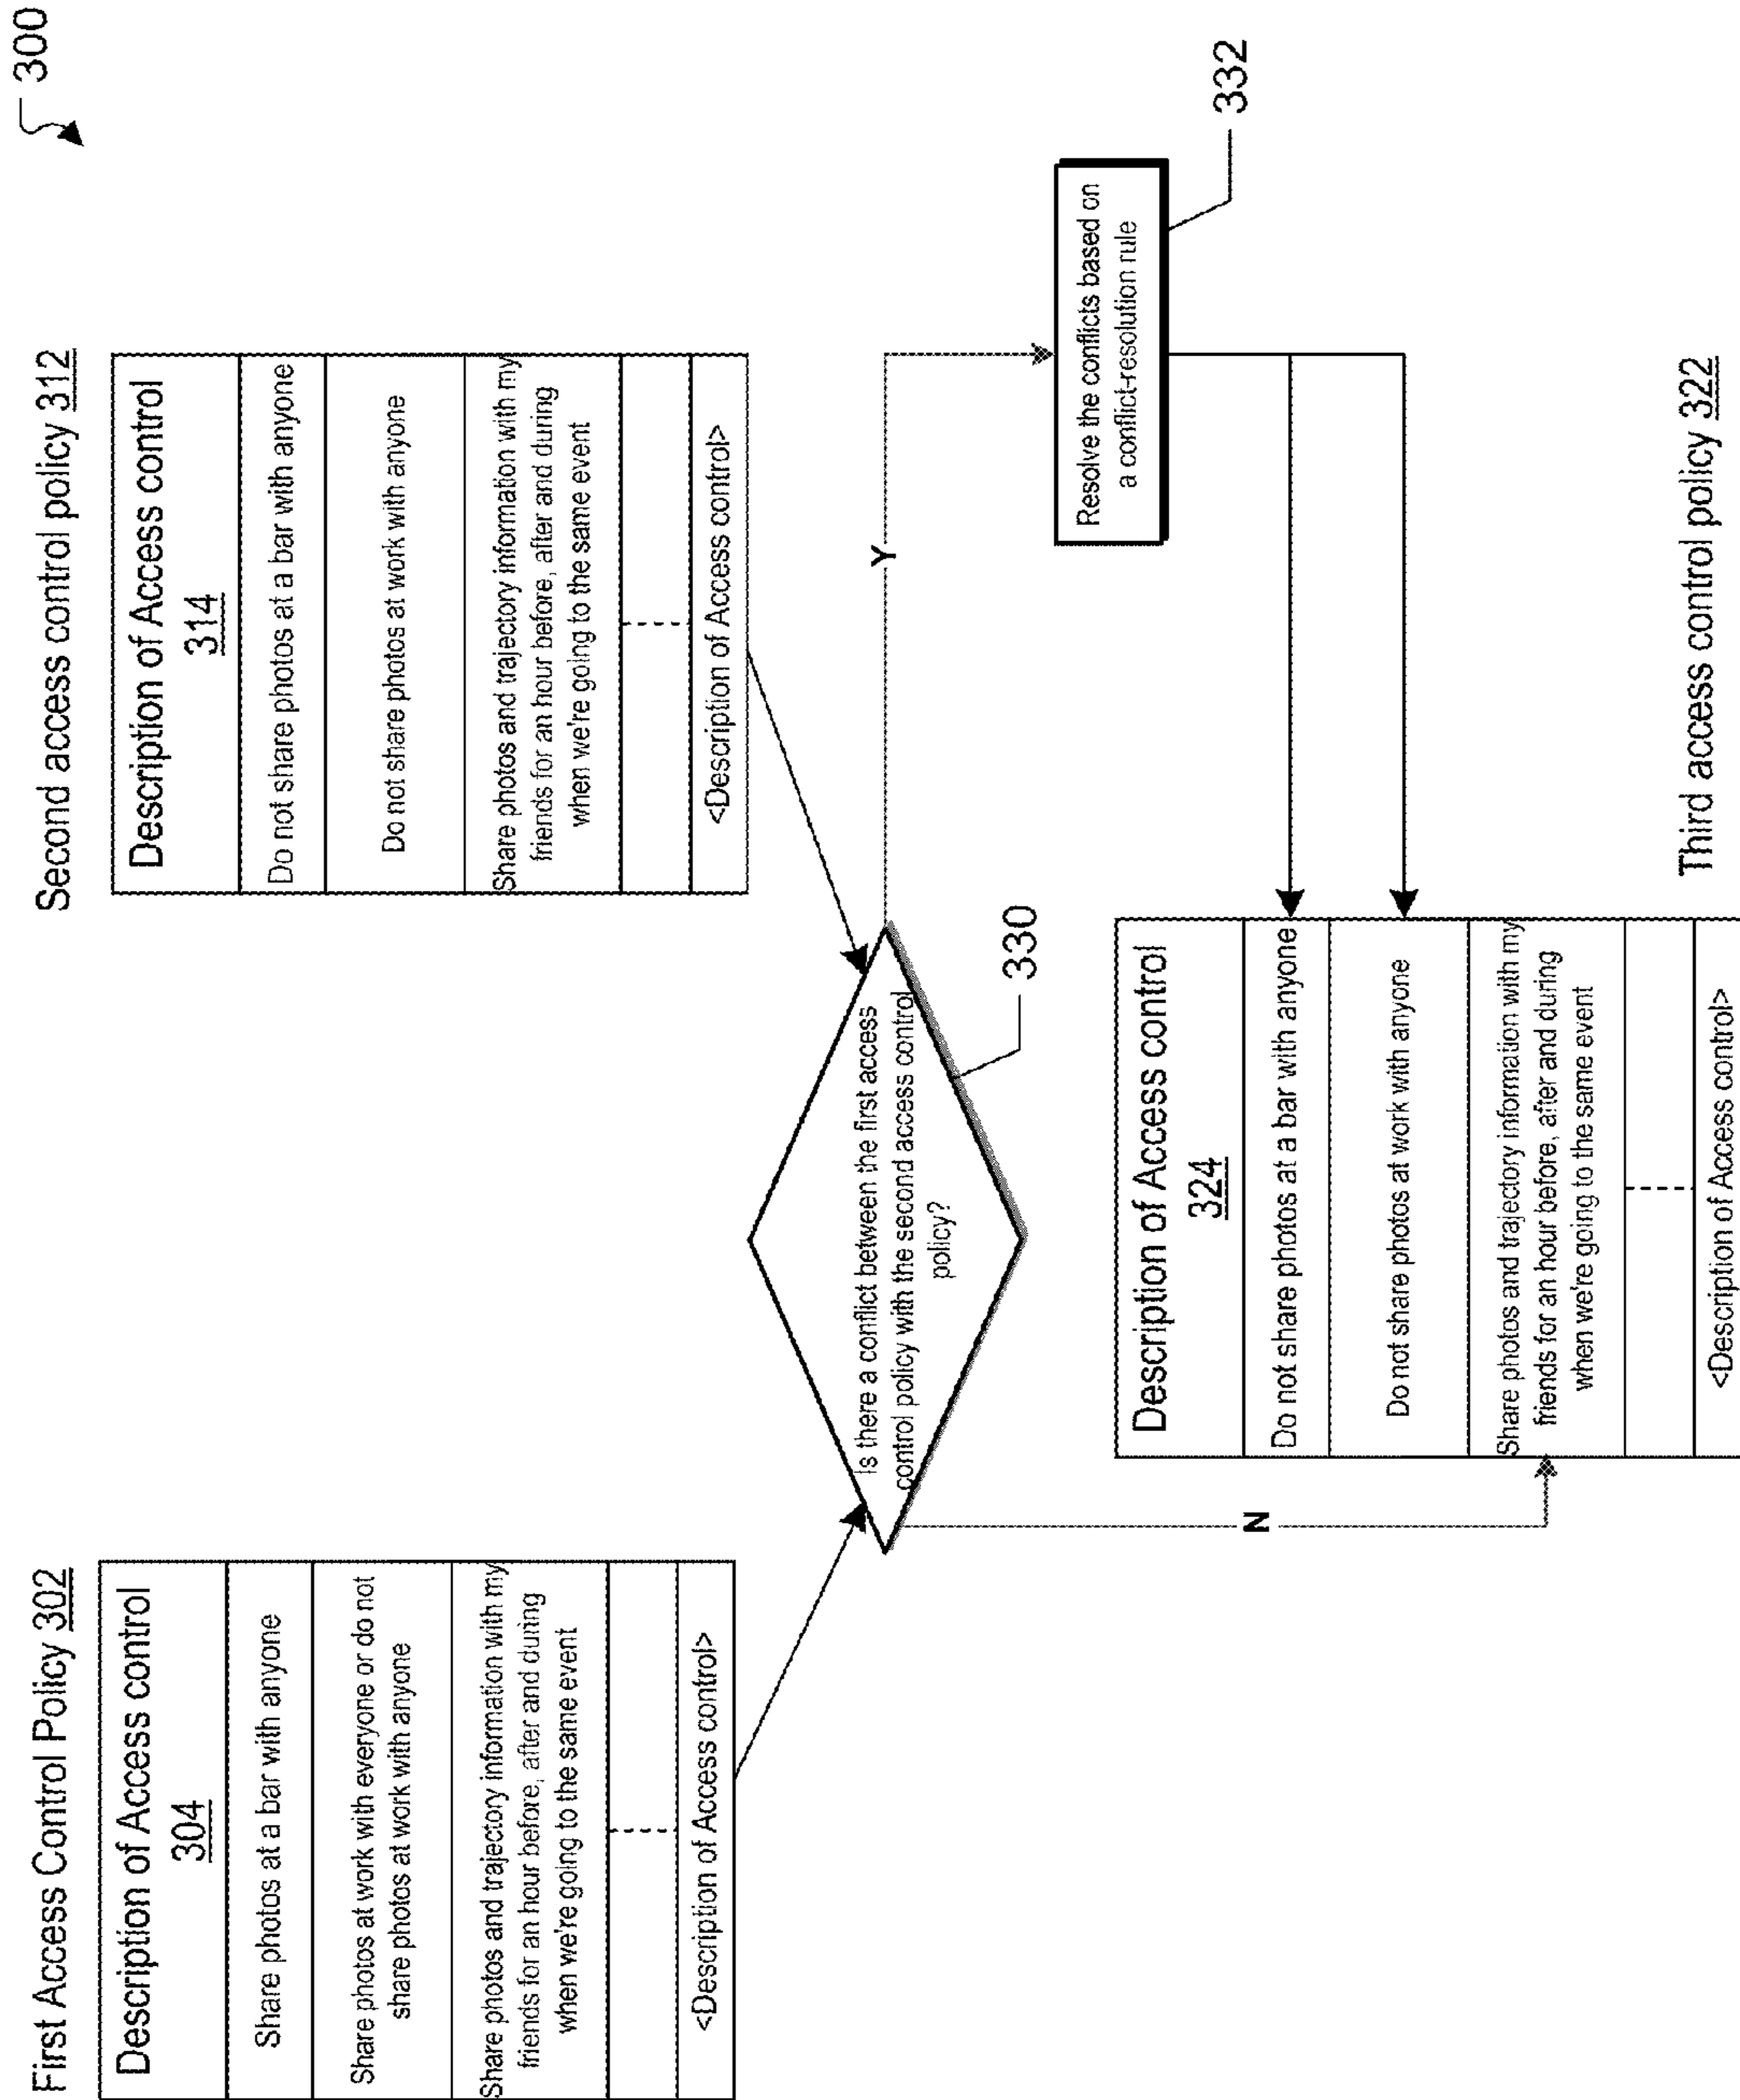 300
First Access Control Policy 302
Description of Access control
304
Share photos at a bar with anyone
Share photos at work with everyone or do not
share photos at work with anyone
Share photos and trajectory information with my
friends for an hour before, after and during
when we're going to the same event
<Description of Access control>
Second access control policy 312
Description of Access control
314
Do not share photos at a bar with anyone
Do not share photos at work with anyone
Share photos and trajectory information with my
friends for an hour before, after and during
when we're going to the same event
<Description of Access control>
Is there a conflict between the first access
control policy with the second access control
policy?
330
Y
N
Resolve the conflicts based on
a conflict-resolution rule
332
Description of Access control
324
Do not share photos at a bar with anyone
Do not share photos at work with anyone
Share photos and trajectory information with my
friends for an hour before, after and during
when we're going to the same event
<Description of Access control>
Third access control policy 322